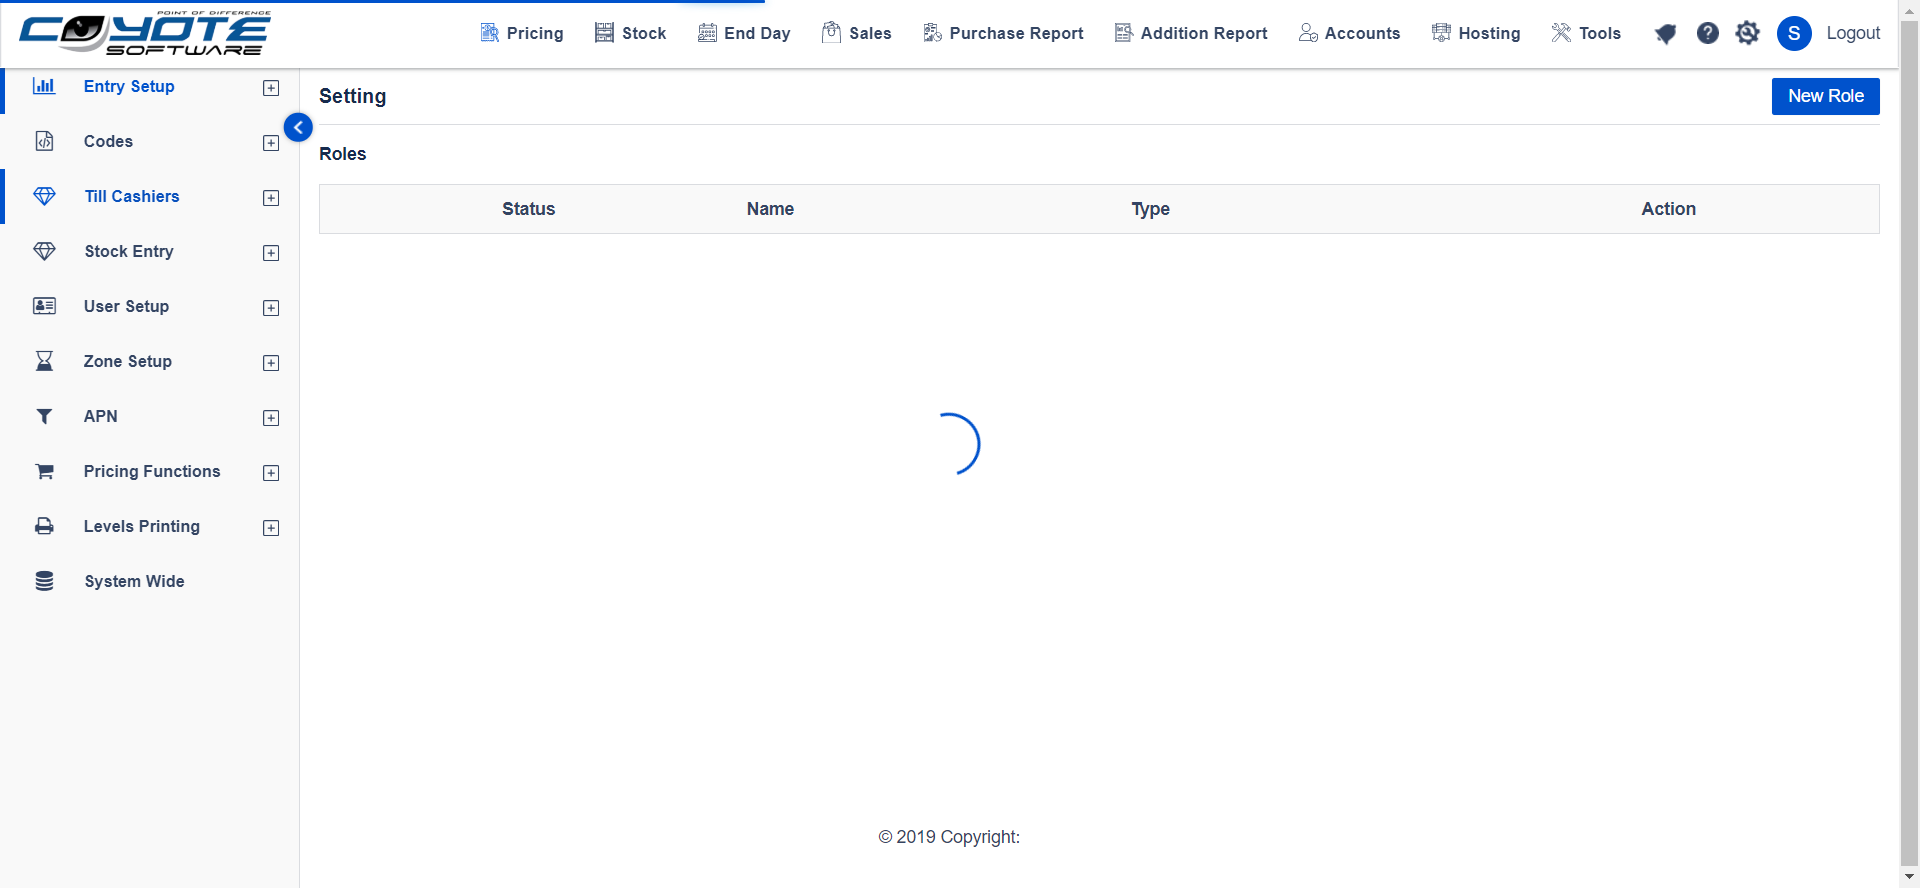 POINT OF DIFFERENCE
COYOTE
SOFTWARE
Pricing
Stock
End Day
Sales
Purchase Report
Addition Report
Accounts
Hosting
Tools
?
S
Logout
Entry Setup
Codes
Till Cashiers
Stock Entry
User Setup
Zone Setup
APN
Pricing Functions
Levels Printing
System Wide
Setting
New Role
Roles
Status Name Type Action
© 2019 Copyright: